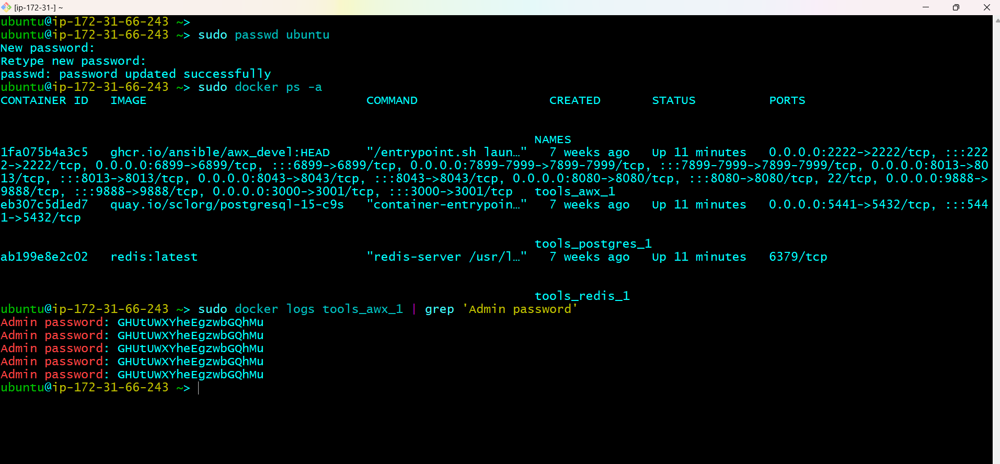 [ip-172-31-] ~
ubuntu@ip-172-31-66-243 ~>
ubuntu@ip-172-31-66-243 ~> sudo passwd ubuntu
New password:
Retype new password:
passwd: password updated successfully
ubuntu@ip-172-31-66-243 ~> sudo docker ps -a
CONTAINER ID   IMAGE                              COMMAND                  CREATED       STATUS          PORTS
NAMES
1fa075b4a3c5   ghcr.io/ansible/awx_devel:HEAD     "/entrypoint.sh laun…"   7 weeks ago   Up 11 minutes   0.0.0.0:2222->2222/tcp, :::222
2->2222/tcp, 0.0.0.0:6899->6899/tcp, :::6899->6899/tcp, 0.0.0.0:7899-7999->7899-7999/tcp, :::7899-7999->7899-7999/tcp, 0.0.0.0:8013->80
13/tcp, :::8013->8013/tcp, 0.0.0.0:8043->8043/tcp, :::8043->8043/tcp, 0.0.0.0:8080->8080/tcp, :::8080->8080/tcp, 22/tcp, 0.0.0.0:9888->
9888/tcp, :::9888->9888/tcp, 0.0.0.0:3000->3001/tcp, :::3000->3001/tcp   tools_awx_1
eb307c5d1ed7   quay.io/sclorg/postgresql-15-c9s   "container-entrypoin…"   7 weeks ago   Up 11 minutes   0.0.0.0:5441->5432/tcp, :::544
1->5432/tcp
tools_postgres_1
ab199e8e2c02   redis:latest                       "redis-server /usr/l…"   7 weeks ago   Up 11 minutes   6379/tcp
tools_redis_1
ubuntu@ip-172-31-66-243 ~> sudo docker logs tools_awx_1 | grep 'Admin password'
Admin password: GHUtUWXYheEgzwbGQhMu
Admin password: GHUtUWXYheEgzwbGQhMu
Admin password: GHUtUWXYheEgzwbGQhMu
Admin password: GHUtUWXYheEgzwbGQhMu
Admin password: GHUtUWXYheEgzwbGQhMu
ubuntu@ip-172-31-66-243 ~>